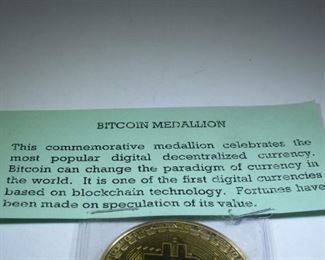 BITCOIN MEDALLION
This commemorative medallion celebrates the
most popular digital decentralized currency.
Bitcoin can change the paradigm of currency in
the world. It is one of the first digital currencies
based on blockchain technology. Fortunes have
been made on speculation of its value.